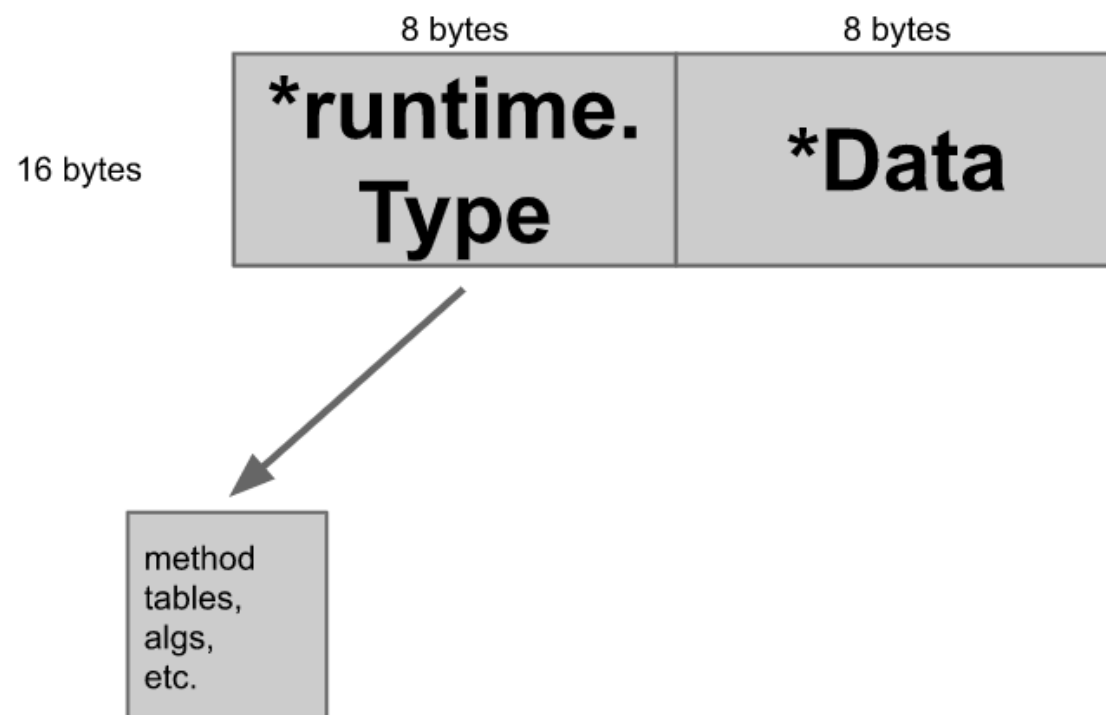 8 bytes
8 bytes
16 bytes
*runtime.
Type
*Data
method
tables,
algs,
etc.